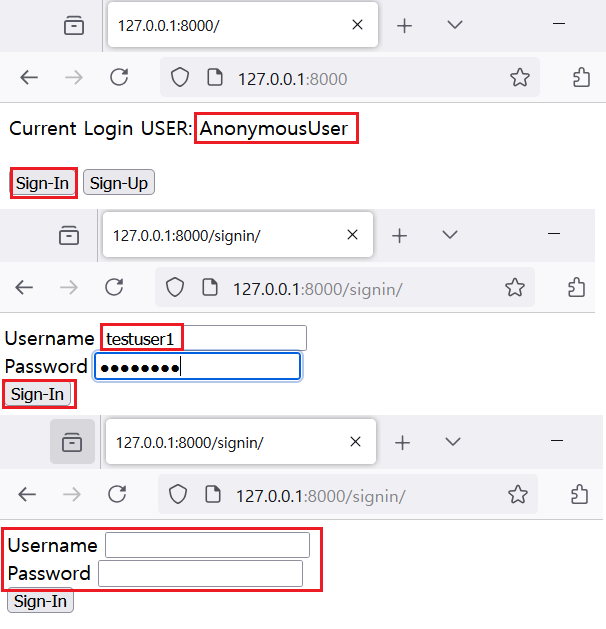 127.0.0.1:8000/
127.0.0.1:8000
Current Login USER: AnonymousUser
Sign-In Sign-Up
127.0.0.1:8000/signin/
127.0.0.1:8000/signin/
Username testuser1
Password ●●●●●●●●
Sign-In
127.0.0.1:8000/signin/
127.0.0.1:8000/signin/
Username
Password
Sign-In